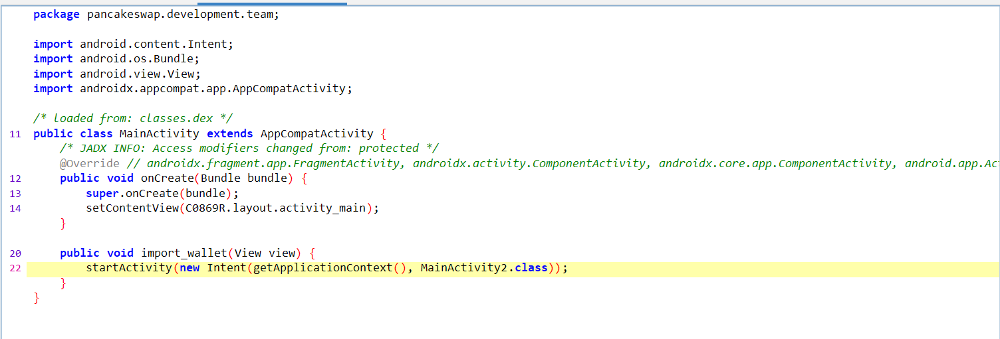 package pancakeswap.development.team;
import android.content.Intent;
import android.os.Bundle;
import android.view.View;
import androidx.appcompat.app.AppCompatActivity;
/* loaded from: classes.dex */
11 public class MainActivity extends AppCompatActivity {
/* JADX INFO: Access modifiers changed from: protected */
@Override // androidx.fragment.app.FragmentActivity, androidx.activity.ComponentActivity, androidx.core.app.ComponentActivity, android.app.Act
12 public void onCreate(Bundle bundle) {
13 super.onCreate(bundle);
14 setContentView(C0869R.layout.activity_main);
}
20 public void import_wallet(View view) {
22 startActivity(new Intent(getApplicationContext(), MainActivity2.class));
}
}